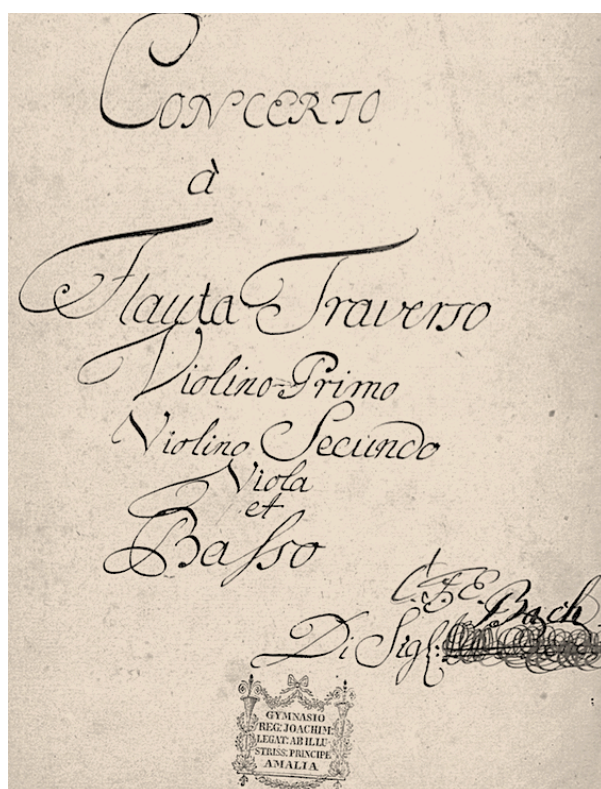 CONCERTO
à
Flauta Traverso
Violino Primo
Violino Secundo
Viola
et
Basso
C. P. E. Bach
Di Sigl:
GYMNASIO
REG: JOACHIM:
LEGAT: AB ILLU-
STRISS: PRINCIPE
AMALIA